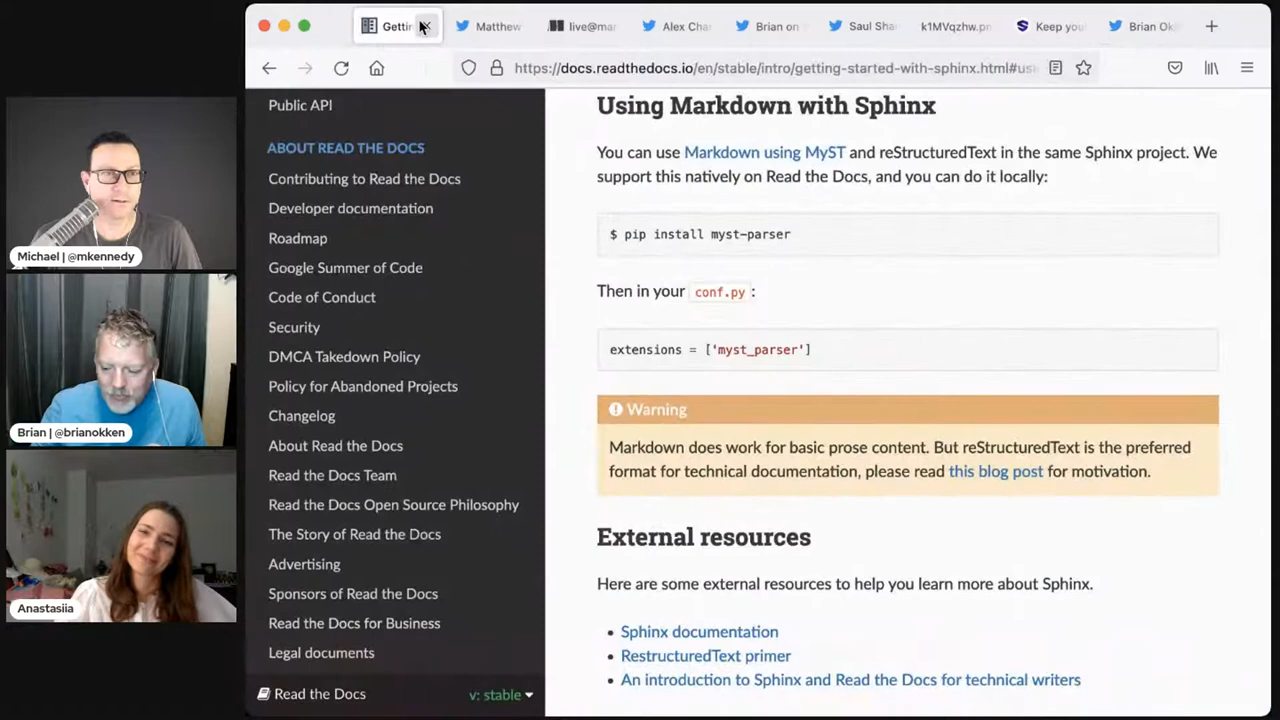 Gettin
Matthew
live@mar
Alex Cha
Brian on
Saul Sha
k1MVqzhw.pn
Keep you
Brian Ok
https://docs.readthedocs.io/en/stable/intro/getting-started-with-sphinx.html#us
Public API
ABOUT READ THE DOCS
Contributing to Read the Docs
Developer documentation
Roadmap
Google Summer of Code
Code of Conduct
Security
DMCA Takedown Policy
Policy for Abandoned Projects
Changelog
About Read the Docs
Read the Docs Team
Read the Docs Open Source Philosophy
The Story of Read the Docs
Advertising
Sponsors of Read the Docs
Read the Docs for Business
Legal documents
Read the Docs v: stable
Using Markdown with Sphinx
You can use Markdown using MyST and reStructuredText in the same Sphinx project. We
support this natively on Read the Docs, and you can do it locally:
$ pip install myst-parser
Then in your conf.py :
extensions = ['myst_parser']
Warning
Markdown does work for basic prose content. But reStructuredText is the preferred
format for technical documentation, please read this blog post for motivation.
External resources
Here are some external resources to help you learn more about Sphinx.
• Sphinx documentation
• RestructuredText primer
• An introduction to Sphinx and Read the Docs for technical writers
Michael | @mkennedy
Brian | @brianokken
Anastasiia